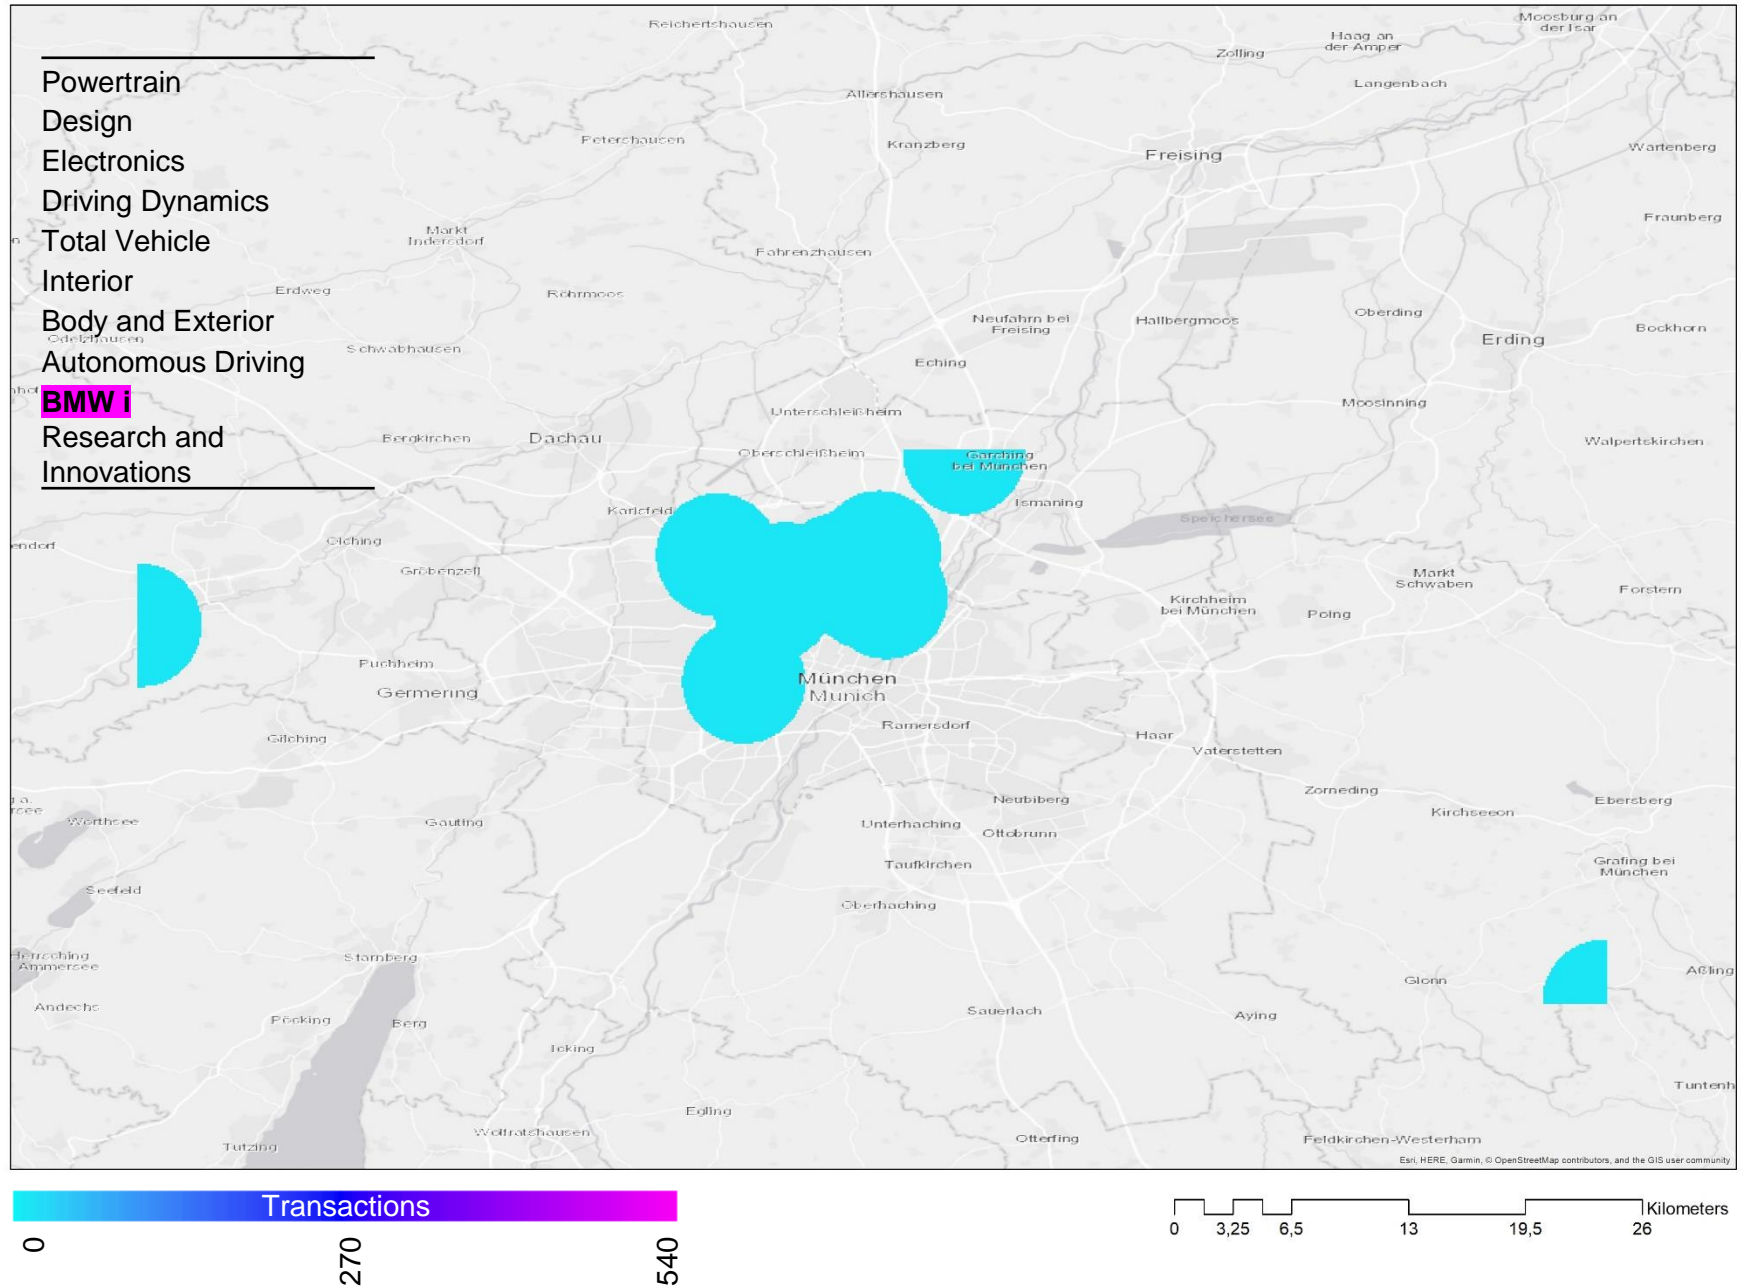 Reichertshausen
Moosburg an
der Isar
Haag an
der Amper
Zolling
Langenbach
Allershausen
Powertrain
Design
Electronics
Driving Dynamics
Total Vehicle
Interior
Body and Exterior
Autonomous Driving
BMW i
Research and
Innovations
Petershausen
Kranzberg
Freising
Wartenberg
Fraunberg
Markt
Indersdorf
Fahrenzhausen
Erdweg
Röhrmoos
Neufahrn bei
Freising
Hallbergmoos
Oberding
Bockhorn
Odelzhausen
Schwabhausen
Erding
Eching
Moosinning
Unterschleißheim
Bergkirchen
Dachau
Walpertskirchen
Oberschleißheim
Garching
bei München
Karlsfeld
Ismaning
Speichersee
endorf
Olching
Gröbenzell
Markt
Schwaben
Forstern
Kirchheim
bei München
Poing
Puchheim
Germering
München
Munich
Ramersdorf
Gilching
Haar
Vaterstetten
Zorneding
Neubiberg
Ebersberg
Kirchseeon
Wörthsee
Gauting
Unterhaching
Ottobrunn
Taufkirchen
Grafing bei
München
Seefeld
Oberhaching
Herrsching
Ammersee
Starnberg
Glonn
Aßling
Andechs
Pöcking
Berg
Sauerlach
Aying
Icking
Tuntenh
Egling
Wolfratshausen
Otterfing
Feldkirchen-Westerham
Tutzing
Esri, HERE, Garmin, © OpenStreetMap contributors, and the GIS user community
Transactions
0 270 540
Kilometers
0 3,25 6,5 13 19,5 26